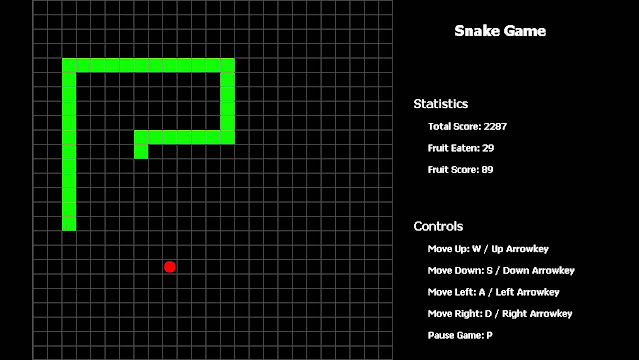 Snake Game
Statistics
Total Score: 2287
Fruit Eaten: 29
Fruit Score: 89
Controls
Move Up: W / Up Arrowkey
Move Down: S / Down Arrowkey
Move Left: A / Left Arrowkey
Move Right: D / Right Arrowkey
Pause Game: P